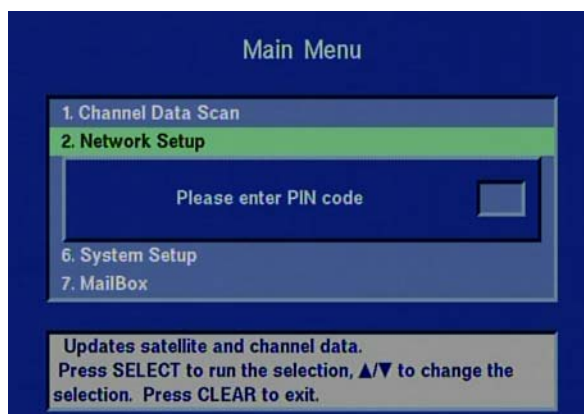 Main Menu
1. Channel Data Scan
2. Network Setup
Please enter PIN code
6. System Setup
7. MailBox
Updates satellite and channel data.
Press SELECT to run the selection, ▲/▼ to change the
selection. Press CLEAR to exit.